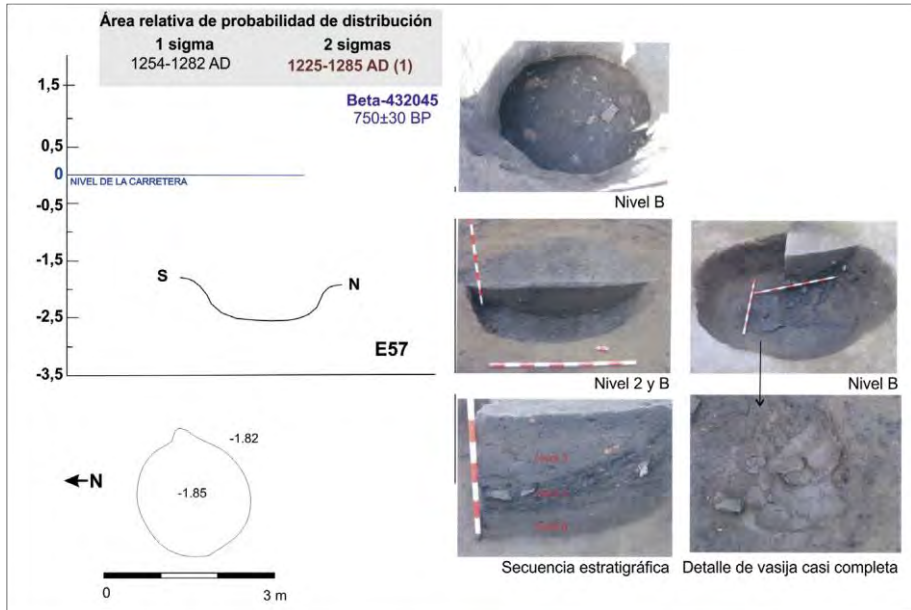 Área relativa de probabilidad de distribución
1 sigma
1254-1282 AD
2 sigmas
1225-1285 AD (1)
Beta-432045
750±30 BP
1,5
0,5
0
NIVEL DE LA CARRETERA
-0,5
-1,5
-2,5
-3,5
S
N
E57
-1.82
-1.85
N
0
3 m
Nivel B
Nivel 2 y B
Nivel B
Secuencia estratigráfica
Detalle de vasija casi completa